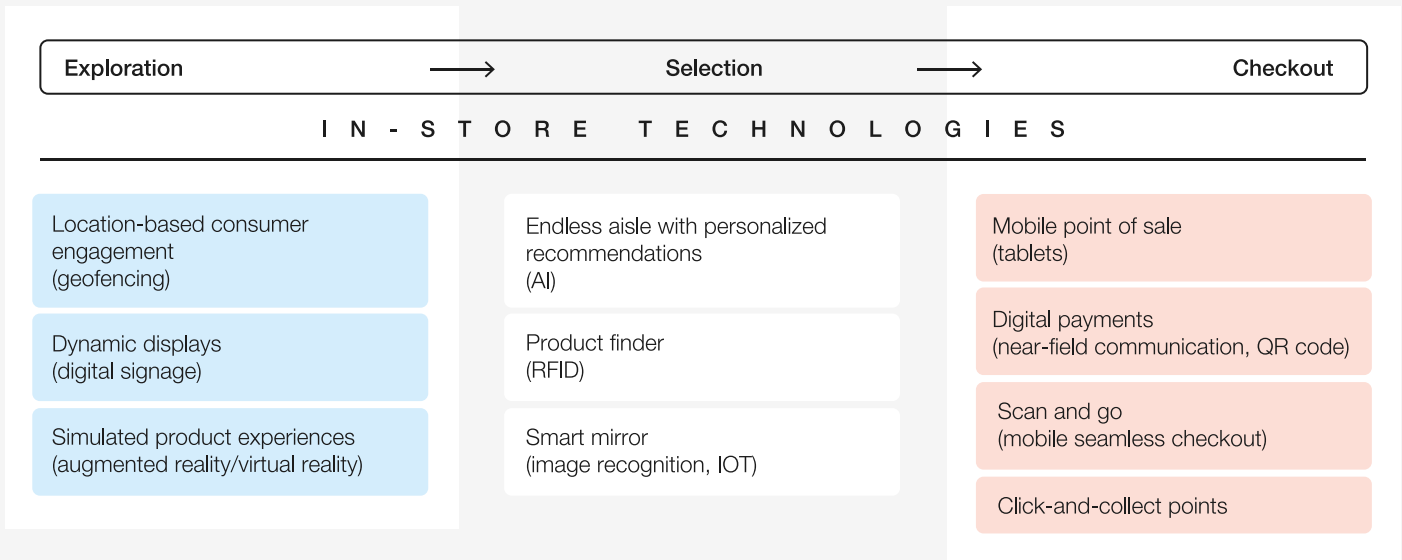 Exploration → Selection → Checkout
IN-STORE TECHNOLOGIES
Location-based consumer
engagement
(geofencing)
Dynamic displays
(digital signage)
Simulated product experiences
(augmented reality/virtual reality)
Endless aisle with personalized
recommendations
(AI)
Product finder
(RFID)
Smart mirror
(image recognition, IOT)
Mobile point of sale
(tablets)
Digital payments
(near-field communication, QR code)
Scan and go
(mobile seamless checkout)
Click-and-collect points